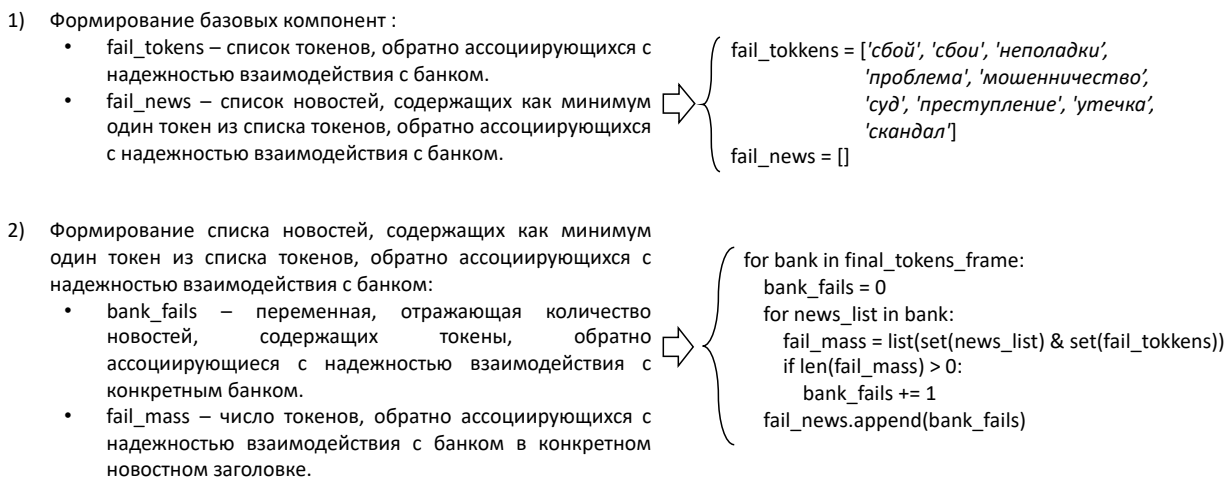 1) Формирование базовых компонент :
• fail_tokens – список токенов, обратно ассоциирующихся с
надежностью взаимодействия с банком.
• fail_news – список новостей, содержащих как минимум
один токен из списка токенов, обратно ассоциирующихся
с надежностью взаимодействия с банком.
fail_tokkens = ['сбой', 'сбои', 'неполадки',
'проблема', 'мошенничество',
'суд', 'преступление', 'утечка',
'скандал']
fail_news = []
2) Формирование списка новостей, содержащих как минимум
один токен из списка токенов, обратно ассоциирующихся с
надежностью взаимодействия с банком:
• bank_fails – переменная, отражающая количество
новостей, содержащих токены, обратно
ассоциирующиеся с надежностью взаимодействия с
конкретным банком.
• fail_mass – число токенов, обратно ассоциирующихся с
надежностью взаимодействия с банком в конкретном
новостном заголовке.
for bank in final_tokens_frame:
bank_fails = 0
for news_list in bank:
fail_mass = list(set(news_list) & set(fail_tokkens))
if len(fail_mass) > 0:
bank_fails += 1
fail_news.append(bank_fails)